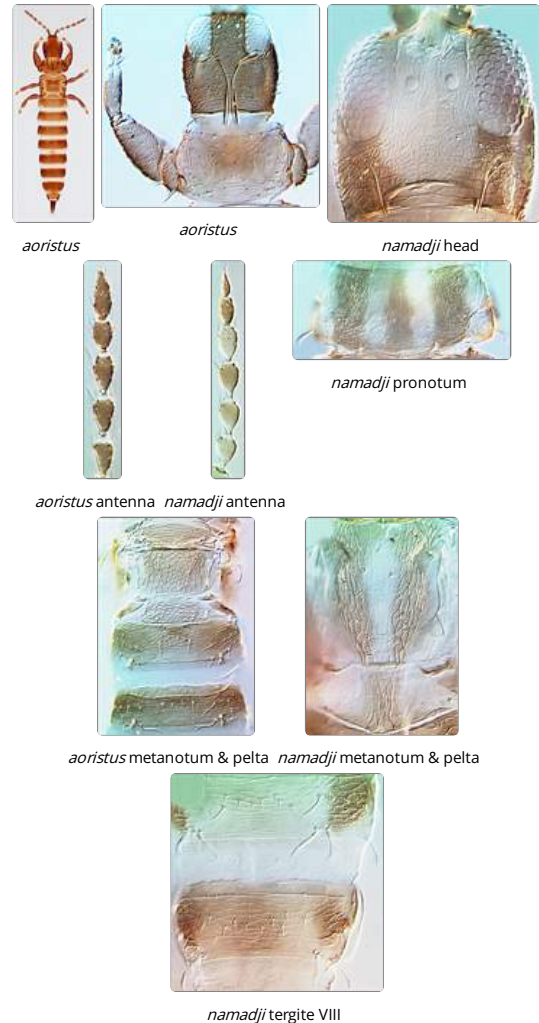 aoristus
aoristus
namadji head
namadji pronotum
aoristus antenna
namadji antenna
aoristus metanotum & pelta
namadji metanotum & pelta
namadji tergite VIII